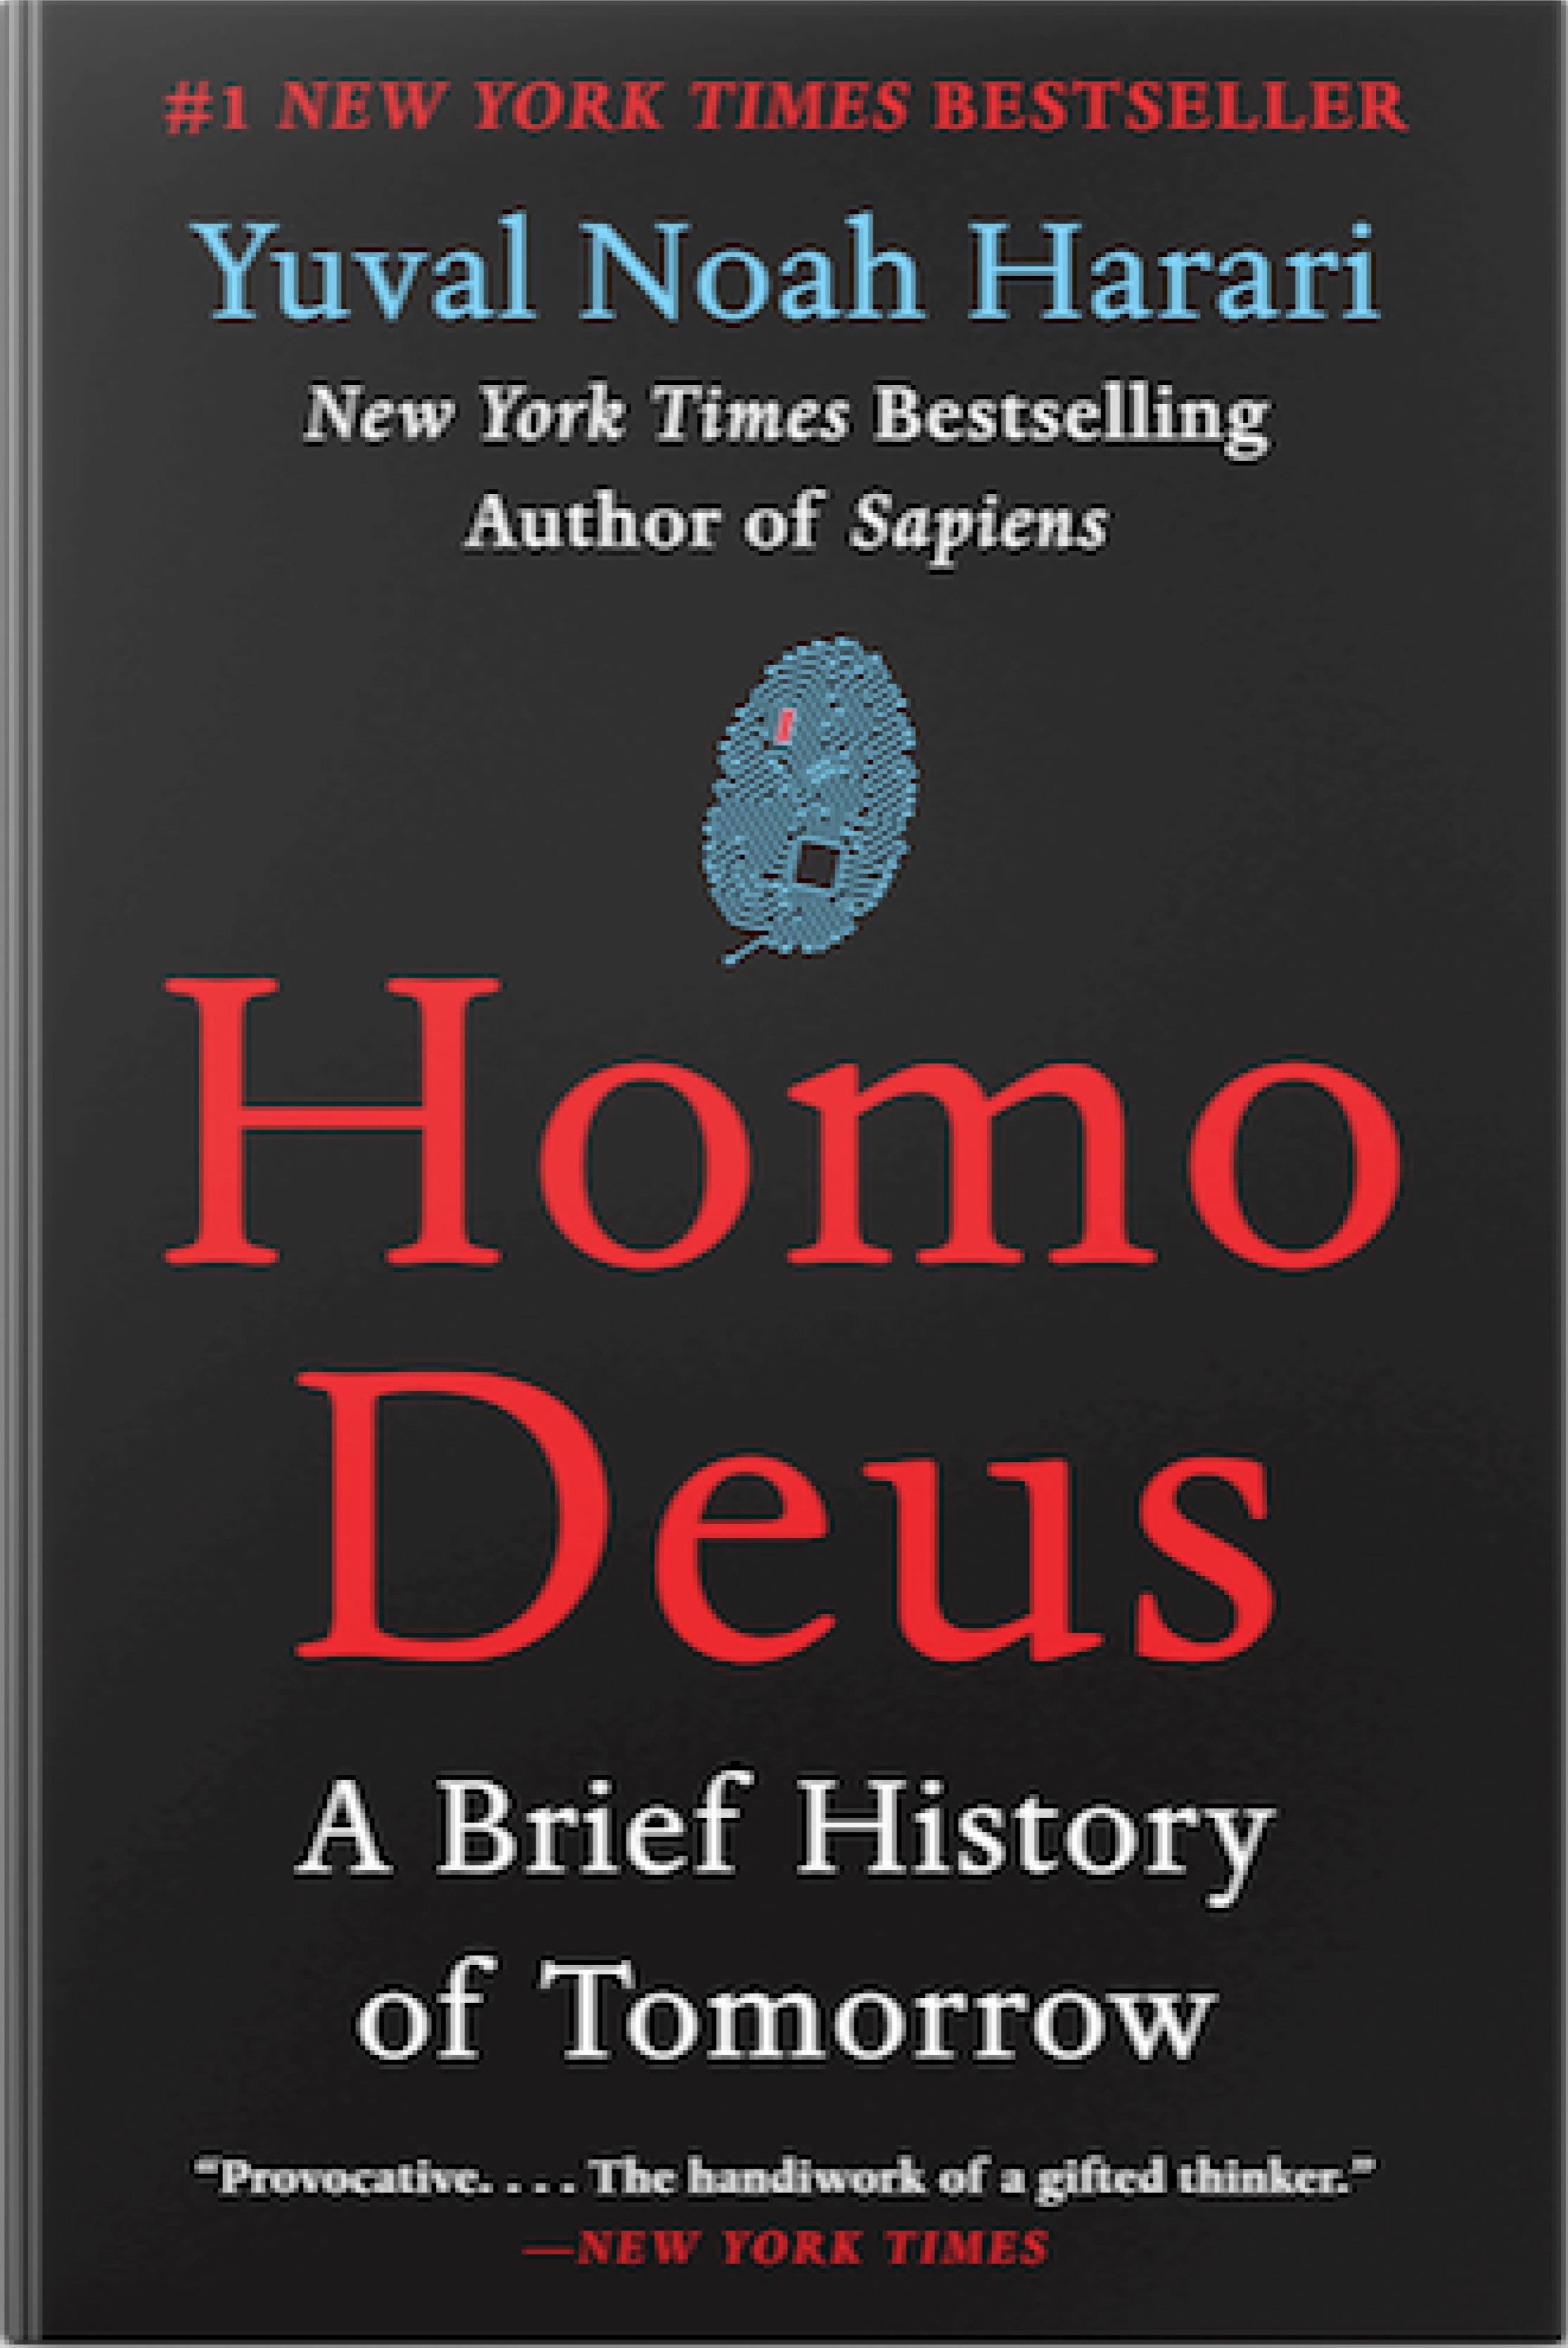 #1 NEW YORK TIMES BESTSELLER
Yuval Noah Harari
New York Times Bestselling
Author of Sapiens
Homo
Deus
A Brief History
of Tomorrow
“Provocative. . . . The handiwork of a gifted thinker.”
—NEW YORK TIMES